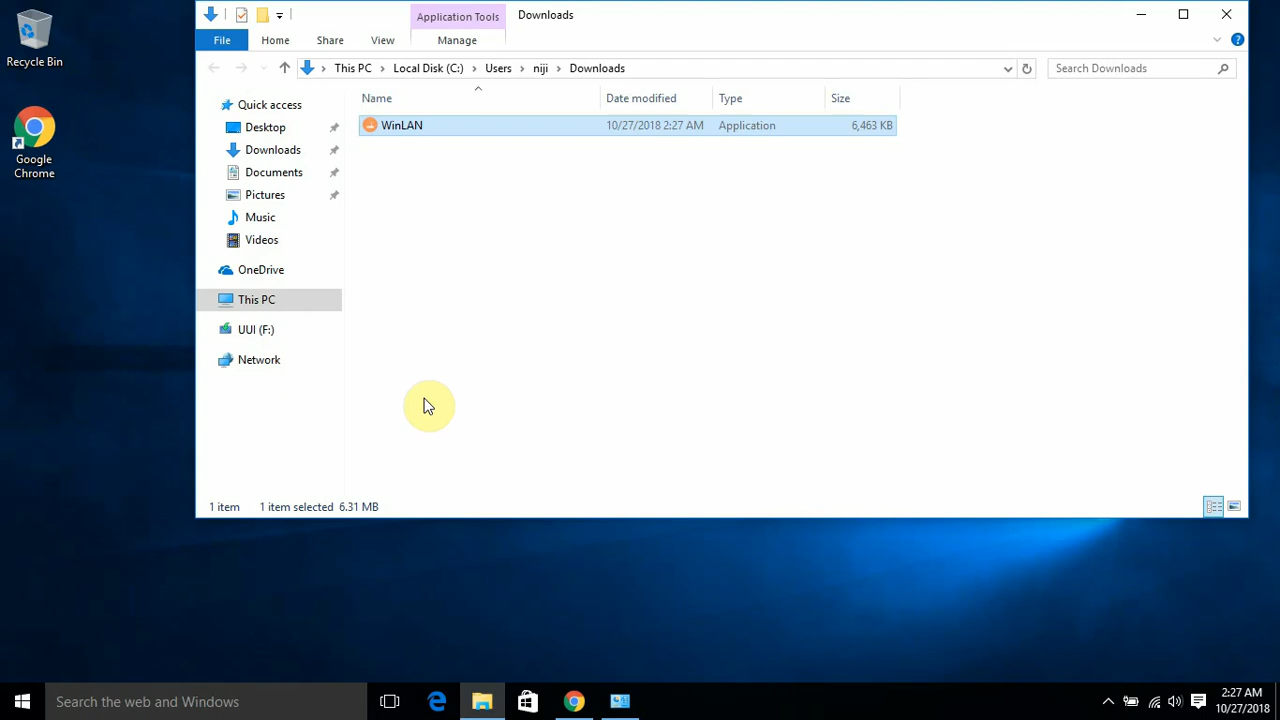 Recycle Bin
Google
Chrome
Application Tools
Downloads
File
Home
Share
View
Manage
This PC
Local Disk (C:)
Users
niji
Downloads
Search Downloads
Name
Date modified
Type
Size
WinLAN
10/27/2018 2:27 AM
Application
6,463 KB
Quick access
Desktop
Downloads
Documents
Pictures
Music
Videos
OneDrive
This PC
UUI (F:)
Network
1 item
1 item selected 6.31 MB
Search the web and Windows
2:27 AM
10/27/2018